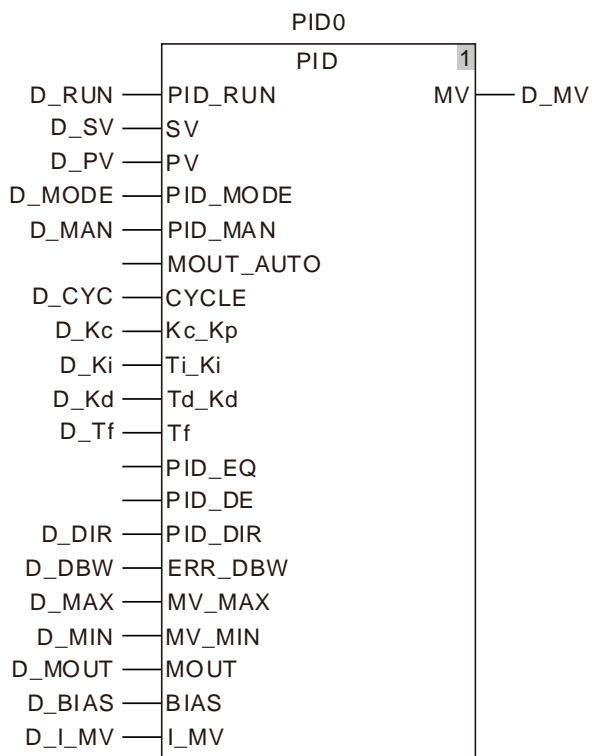 PID0
PID 1
D_RUN PID_RUN MV D_MV
D_SV SV
D_PV PV
D_MODE PID_MODE
D_MAN PID_MAN
MOUT_AUTO
D_CYC CYCLE
D_Kc Kc_Kp
D_Ki Ti_Ki
D_Kd Td_Kd
D_Tf Tf
PID_EQ
PID_DE
D_DIR PID_DIR
D_DBW ERR_DBW
D_MAX MV_MAX
D_MIN MV_MIN
D_MOUT MOUT
D_BIAS BIAS
D_I_MV I_MV